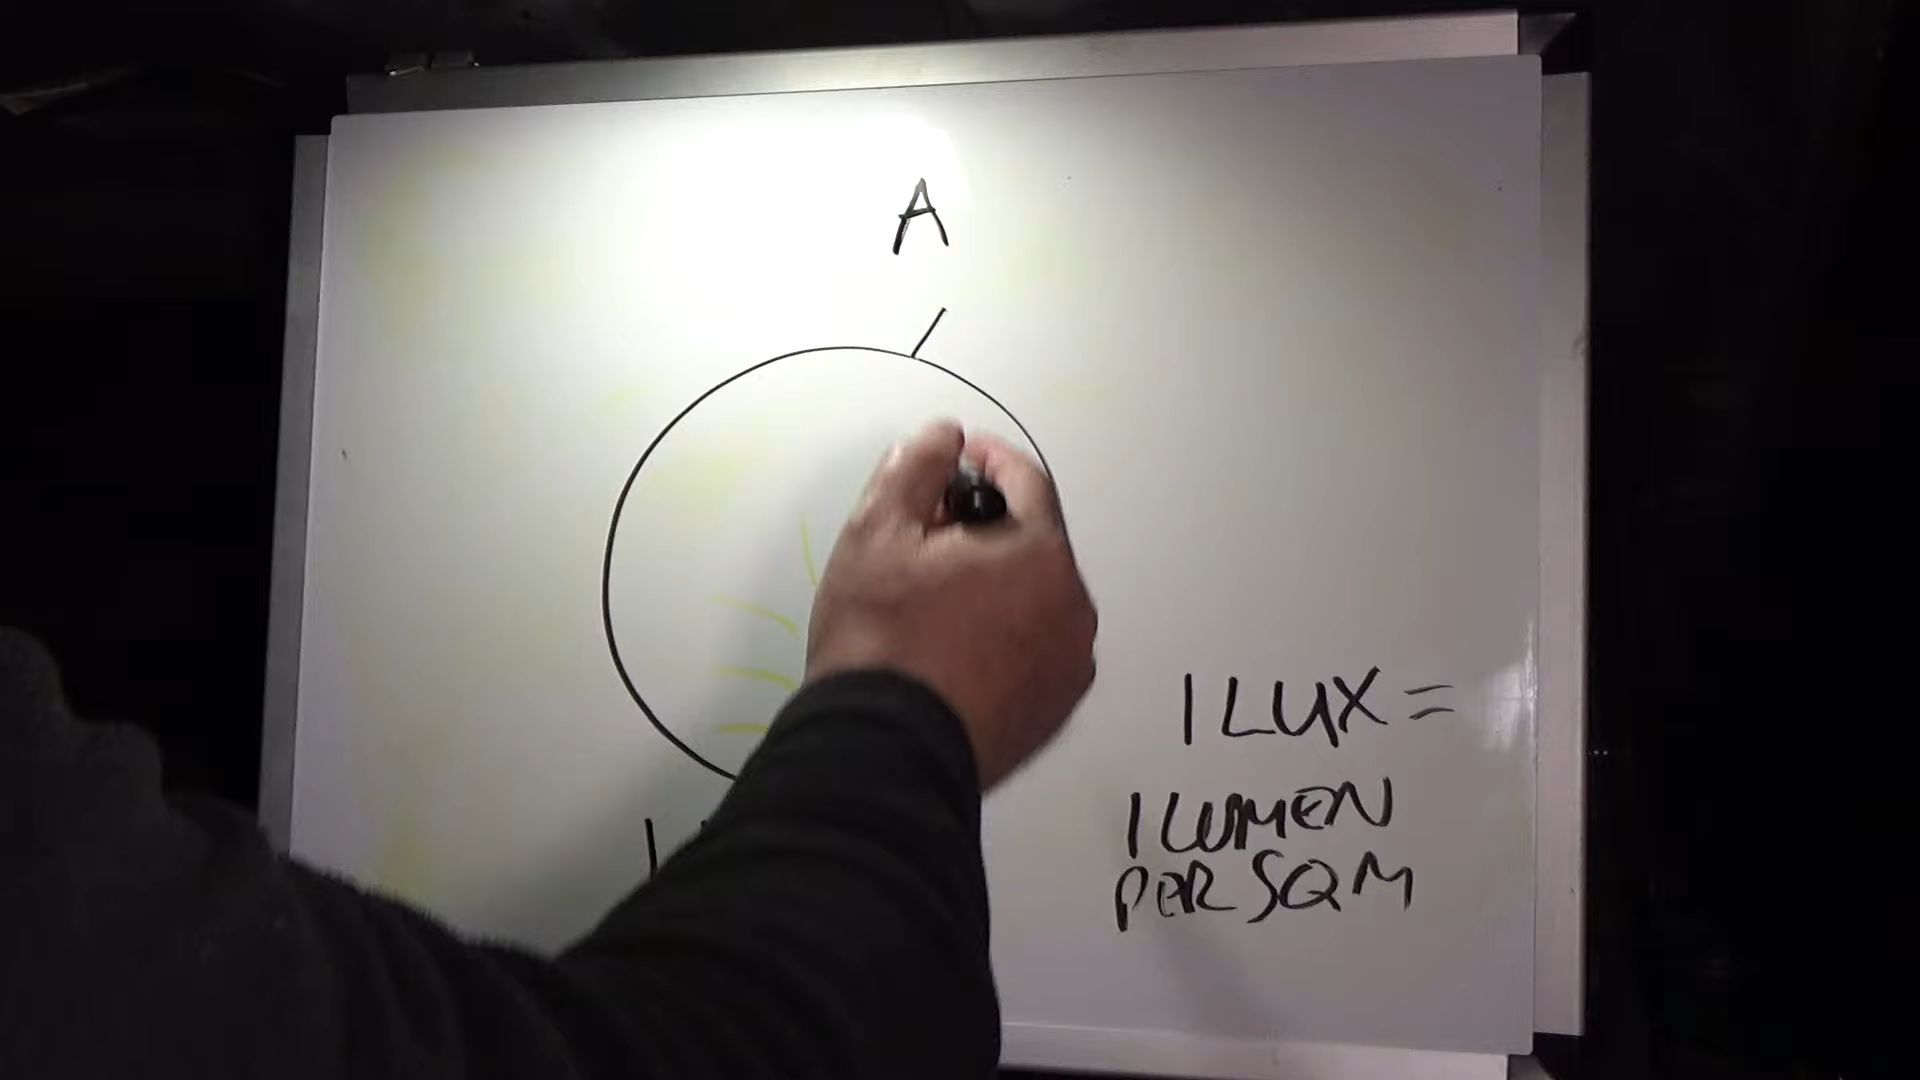 A
1 LUX =
1 LUMEN
PER SQM